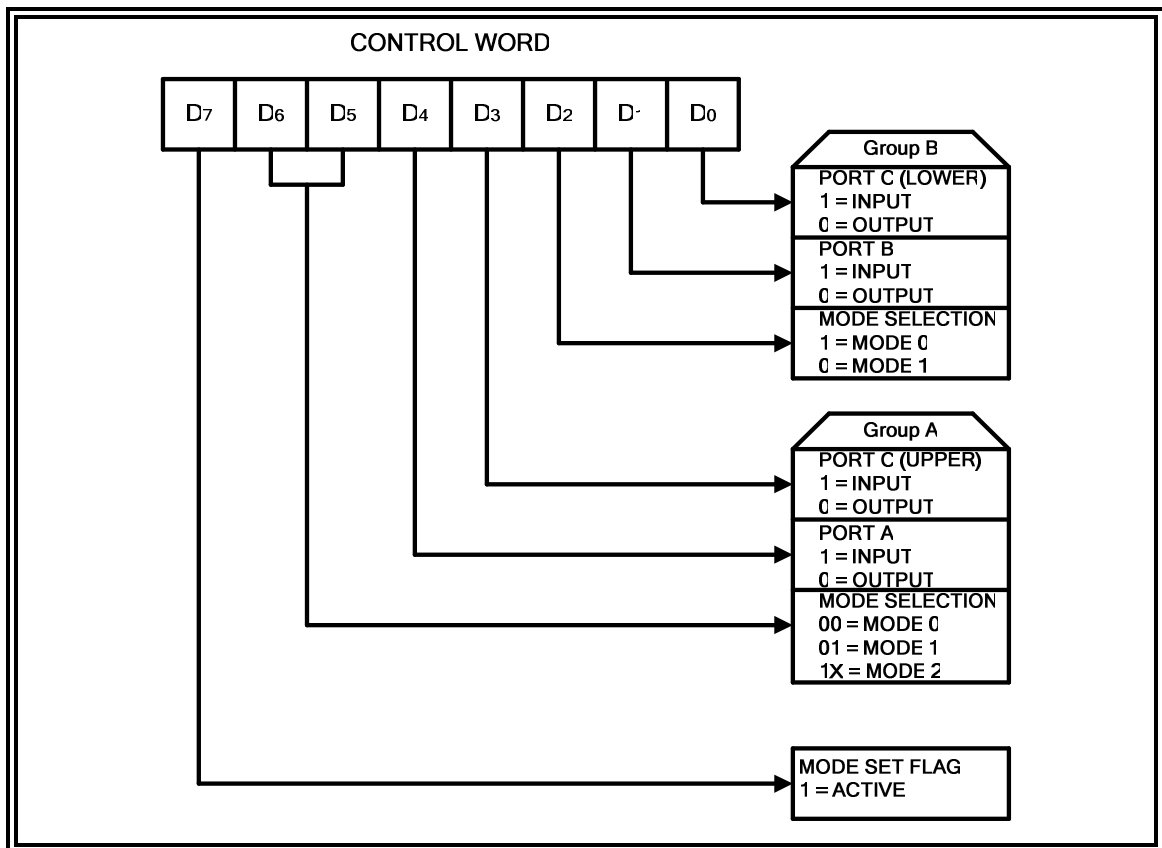 CONTROL WORD
D7 D6 D5 D4 D3 D2 D- D0
Group B
PORT C (LOWER)
1 = INPUT
0 = OUTPUT
PORT B
1 = INPUT
0 = OUTPUT
MODE SELECTION
1 = MODE 0
0 = MODE 1
Group A
PORT C (UPPER)
1 = INPUT
0 = OUTPUT
PORT A
1 = INPUT
0 = OUTPUT
MODE SELECTION
00 = MODE 0
01 = MODE 1
1X = MODE 2
MODE SET FLAG
1 = ACTIVE